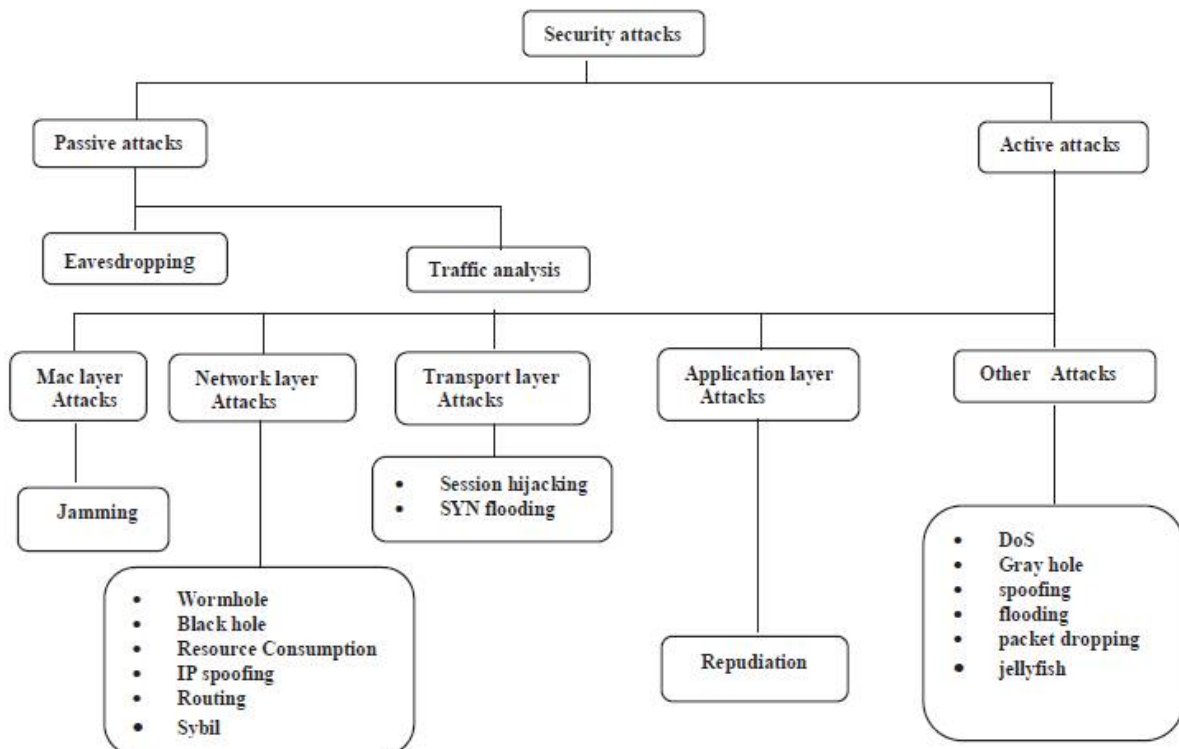 Security attacks
Passive attacks
Active attacks
Eavesdropping
Traffic analysis
Mac layer
Attacks
Network layer
Attacks
Transport layer
Attacks
Application layer
Attacks
Other Attacks
Jamming
• Session hijacking
• SYN flooding
• Wormhole
• Black hole
• Resource Consumption
• IP spoofing
• Routing
• Sybil
Repudiation
• DoS
• Gray hole
• spoofing
• flooding
• packet dropping
• jellyfish